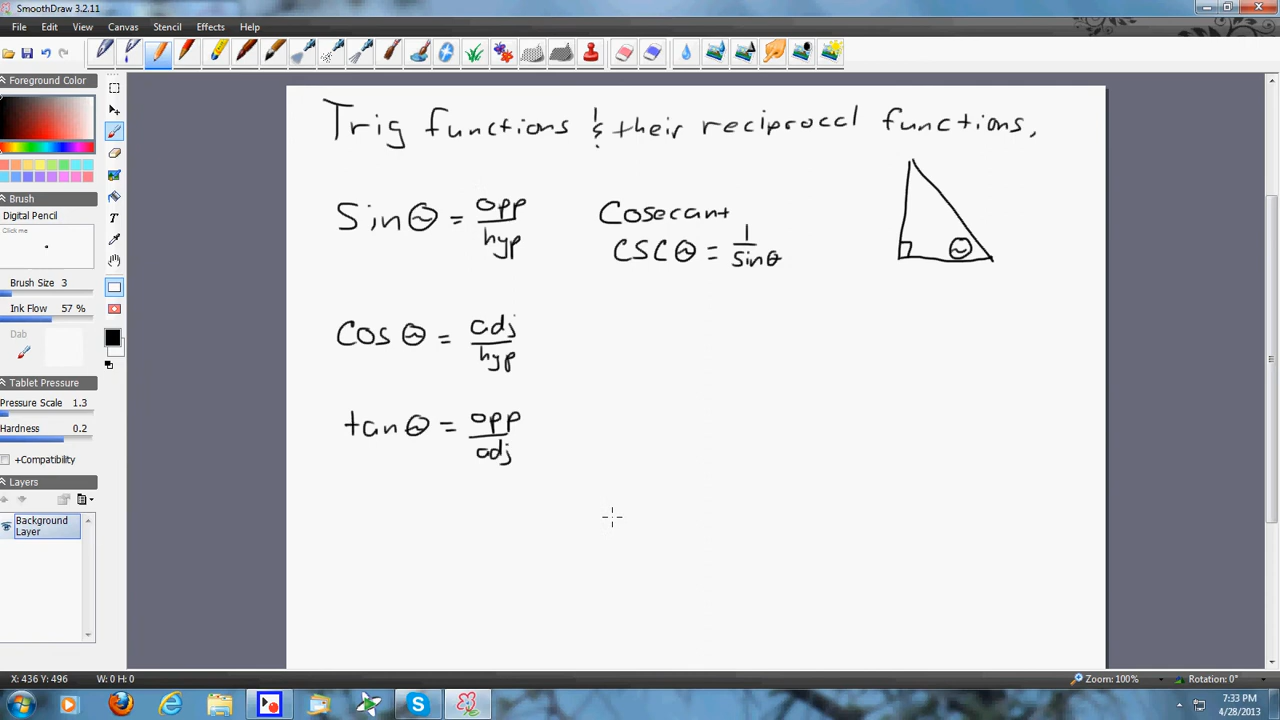 SmoothDraw 3.2.11
File Edit View Canvas Stencil Effects Help
Foreground Color
Brush
Digital Pencil
Click me
Brush Size 3
Ink Flow 57 %
Dab
Tablet Pressure
Pressure Scale 1.3
Hardness 0.2
+Compatibility
Layers
Background
Layer
Trig functions & their reciprocal functions.
Sin Θ = opp/hyp
Cosecant
CSC Θ = 1/sin θ
Cos Θ = adj/hyp
tan Θ = opp/adj
Θ
X: 436 Y: 496 W: 0 H: 0
Zoom: 100% Rotation: 0°
7:33 PM
4/28/2013